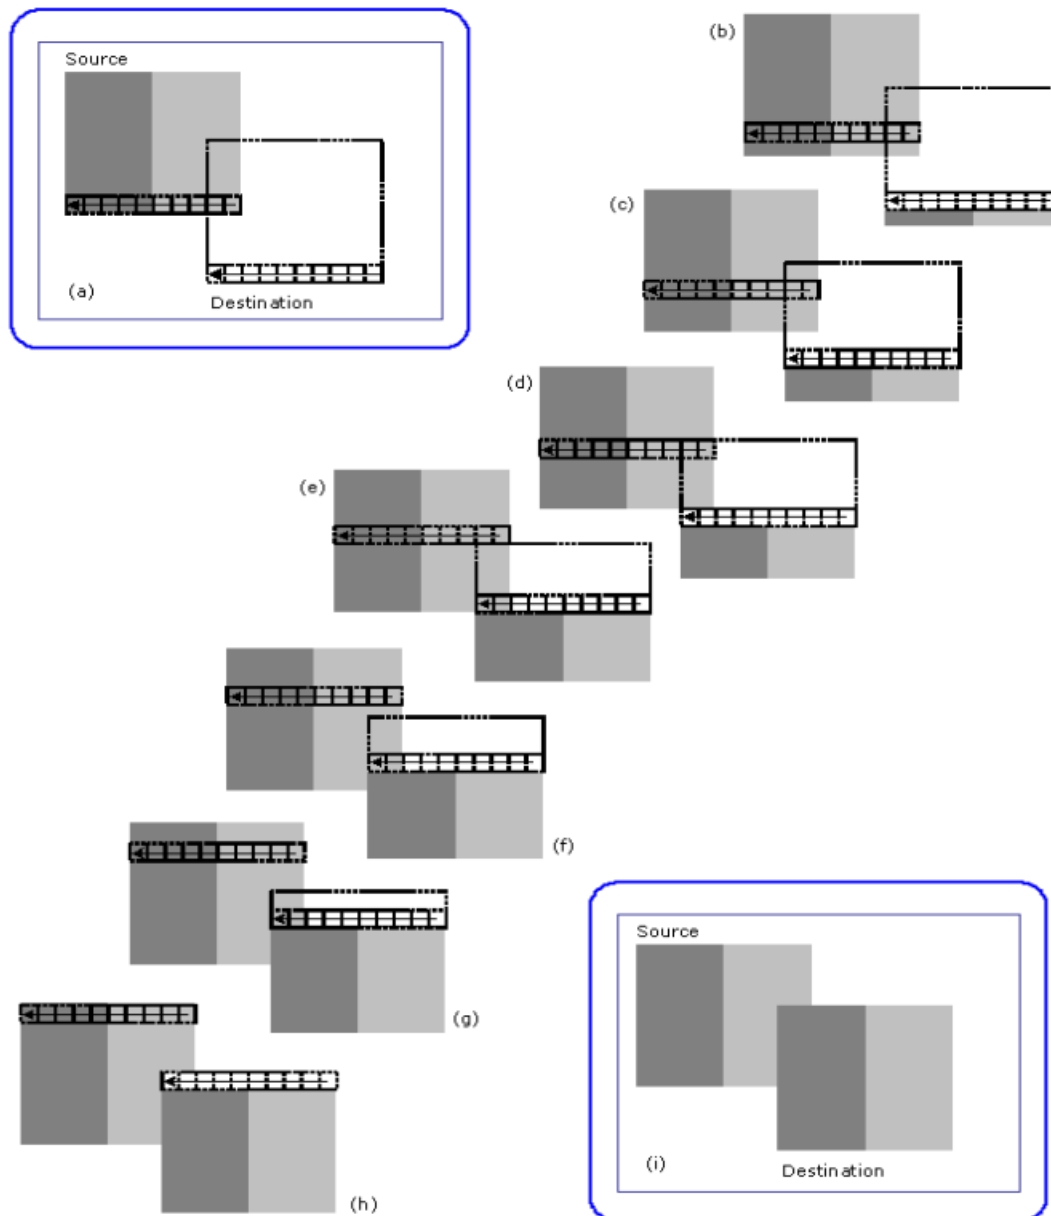 Source
(a)
Destination
(b)
(c)
(d)
(e)
(f)
(g)
(h)
Source
(i)
Destination